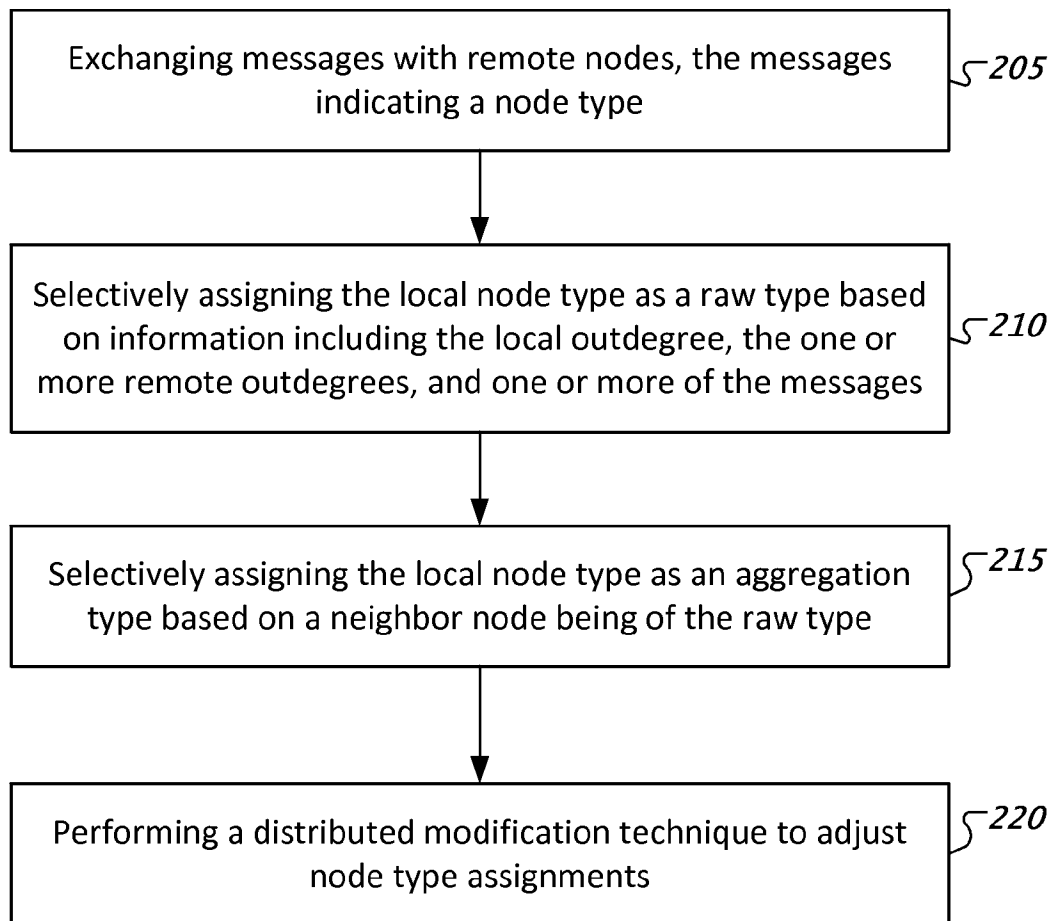 Exchanging messages with remote nodes, the messages
indicating a node type
205
Selectively assigning the local node type as a raw type based
on information including the local outdegree, the one or
more remote outdegrees, and one or more of the messages
210
Selectively assigning the local node type as an aggregation
type based on a neighbor node being of the raw type
215
Performing a distributed modification technique to adjust
node type assignments
220